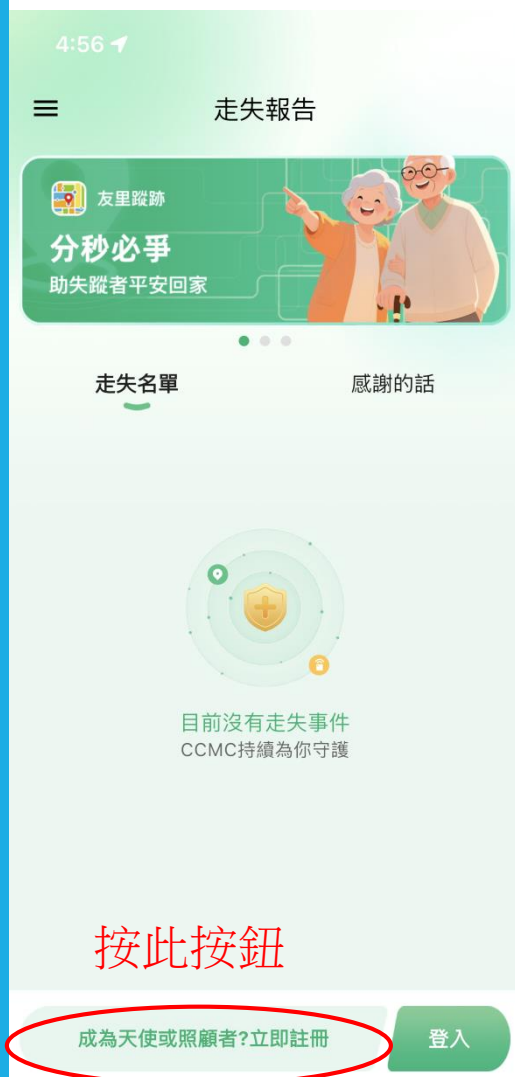 4:56
走失報告
友里蹤跡
分秒必爭
助失蹤者平安回家
走失名單
感謝的話
目前沒有走失事件
CCMC持續為你守護
按此按鈕
成為天使或照顧者?立即註冊
登入